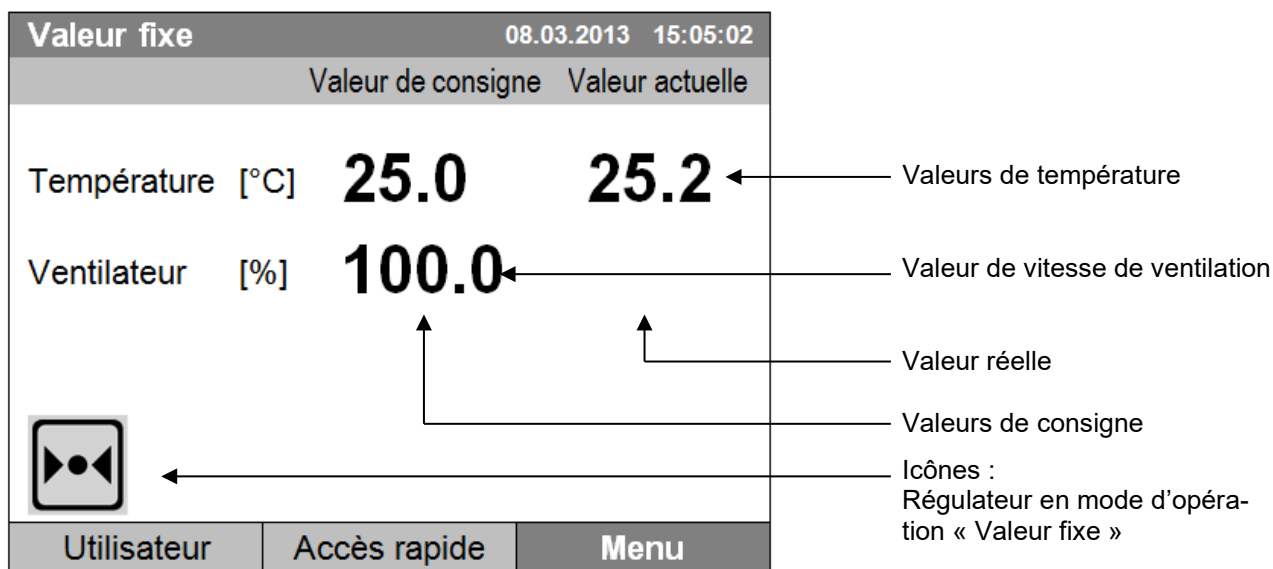 Valeur fixe 08.03.2013 15:05:02
Valeur de consigne Valeur actuelle
Température [°C] 25.0 25.2
Valeurs de température
Ventilateur [%] 100.0
Valeur de vitesse de ventilation
Valeur réelle
Valeurs de consigne
Icônes :
Régulateur en mode d’opéra-
tion « Valeur fixe »
Utilisateur Accès rapide Menu